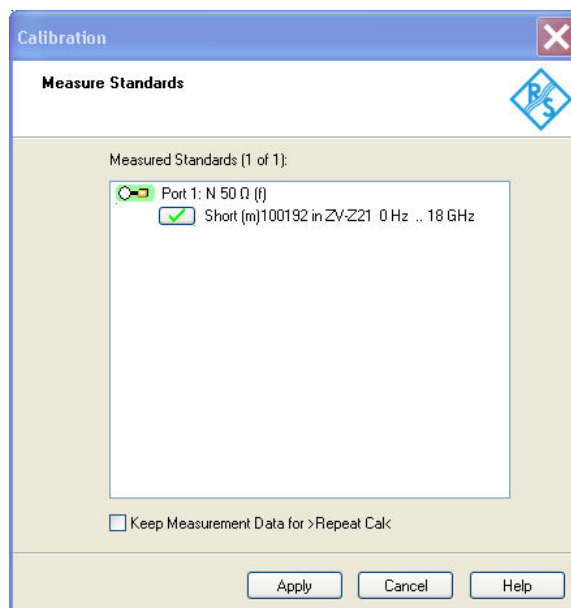 Calibration
Measure Standards
R
S
Measured Standards (1 of 1):
Port 1: N 50 Ω (f)
Short (m)100192 in ZV-Z21 0 Hz .. 18 GHz
Keep Measurement Data for >Repeat Cal<
Apply Cancel Help